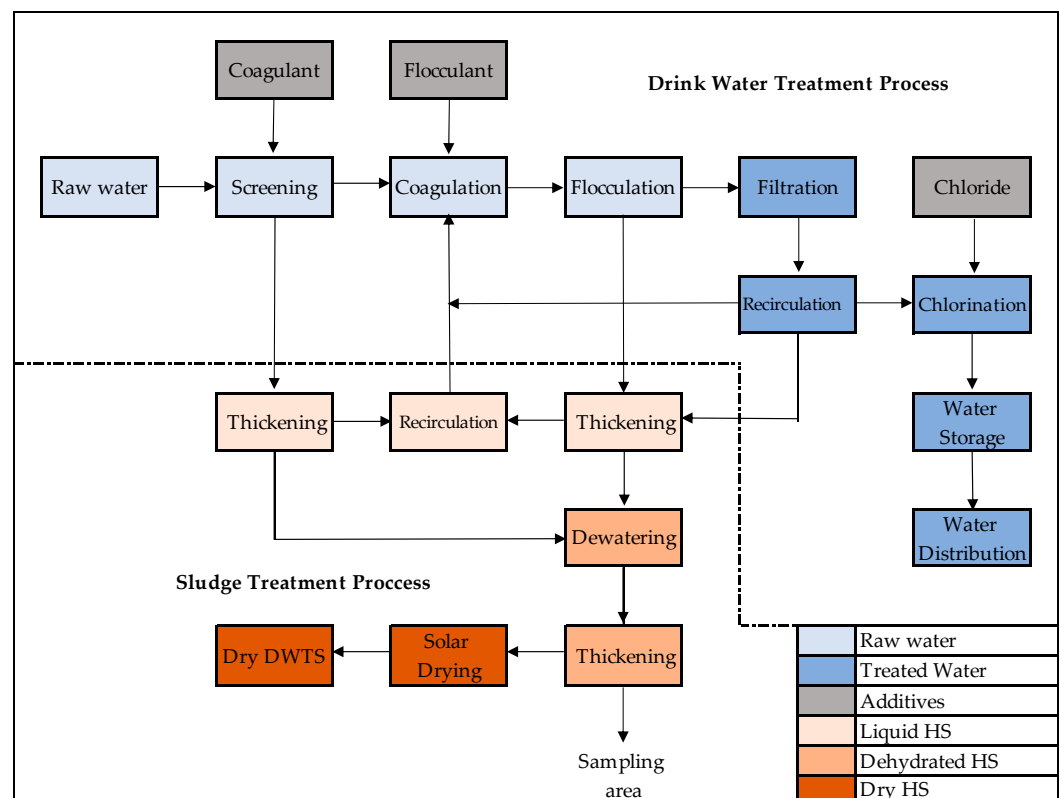 Coagulant
Flocculant
Drink Water Treatment Process
Raw water
Screening
Coagulation
Flocculation
Filtration
Chloride
Recirculation
Chlorination
Thickening
Recirculation
Thickening
Water
Storage
Dewatering
Water
Distribution
Sludge Treatment Proccess
Dry DWTS
Solar
Drying
Thickening
Sampling
area
Raw water
Treated Water
Additives
Liquid HS
Dehydrated HS
Dry HS